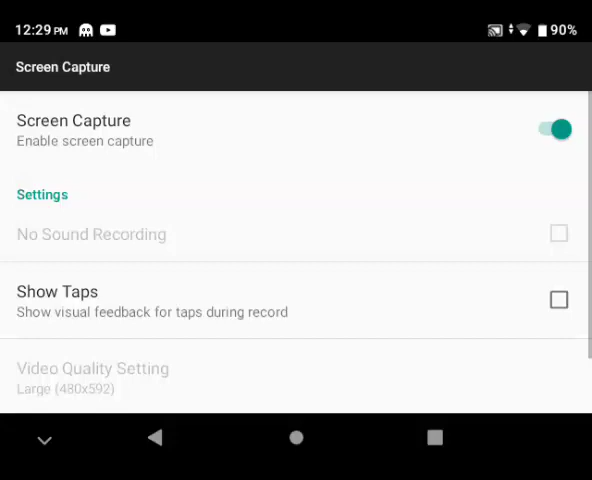 12:29 PM 90%
Screen Capture
Screen Capture
Enable screen capture
Settings
No Sound Recording
Show Taps
Show visual feedback for taps during record
Video Quality Setting
Large (480x592)